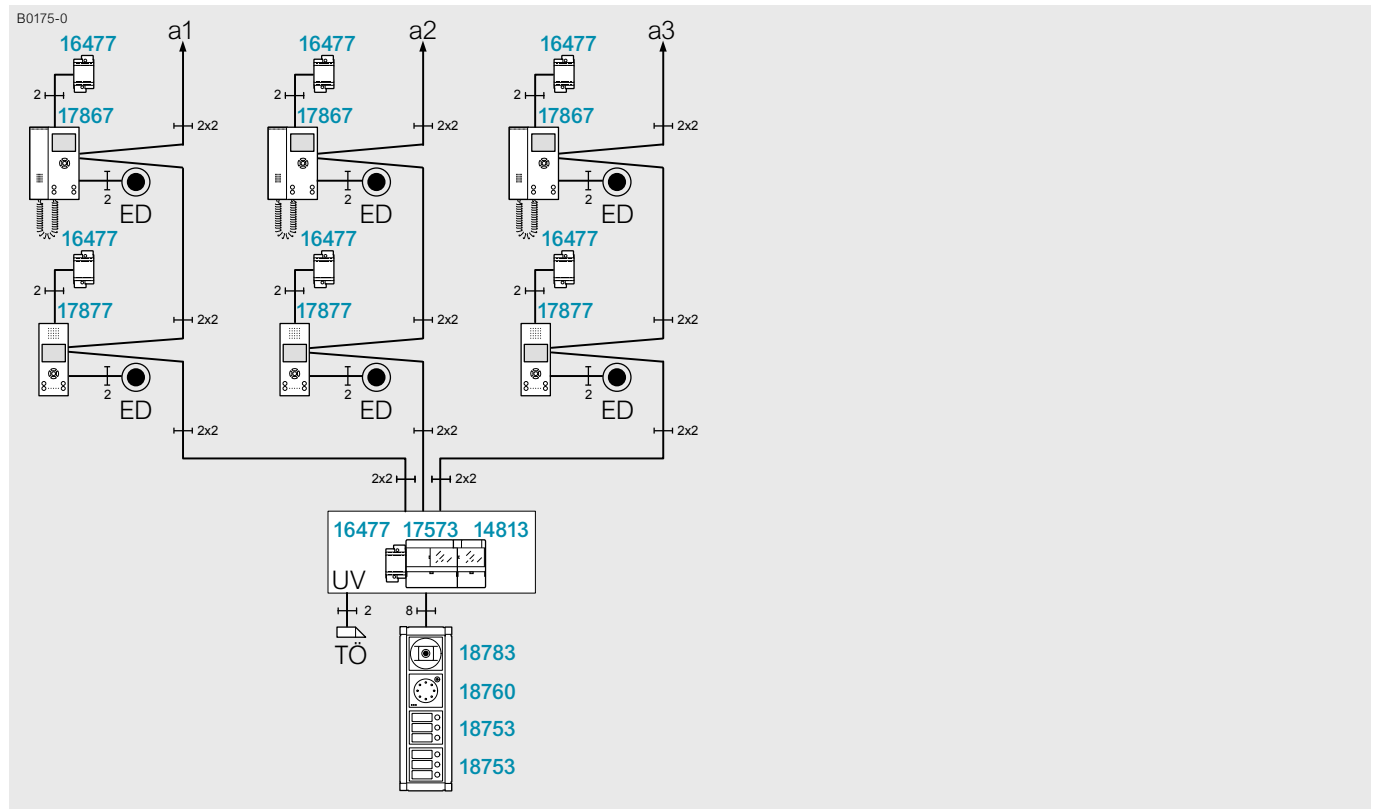 B0175-0
a1 a2 a3
16477 16477 16477
2 2 2
17867 17867 17867
2x2 2x2 2x2
2 2 2
ED ED ED
16477 16477 16477
2 2 2
17877 17877 17877
2x2 2x2 2x2
2 2 2
ED ED ED
2x2 2x2 2x2
2x2 2x2
16477 17573 14813
UV
2 8
TÖ
18783
18760
18753
18753